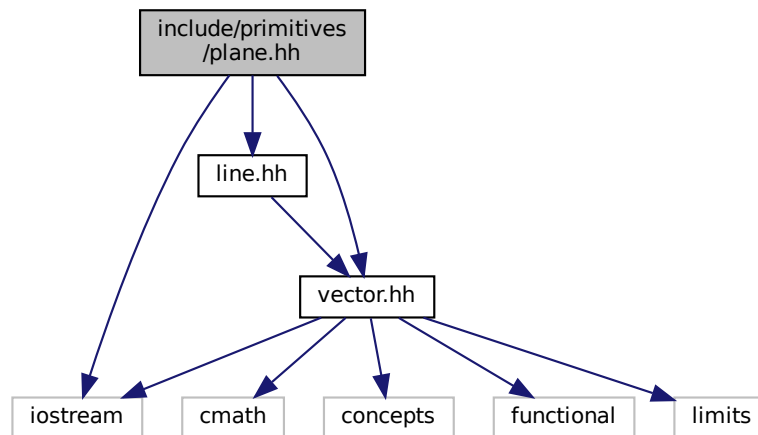 include/primitives
/plane.hh
line.hh
vector.hh
iostream
cmath
concepts
functional
limits